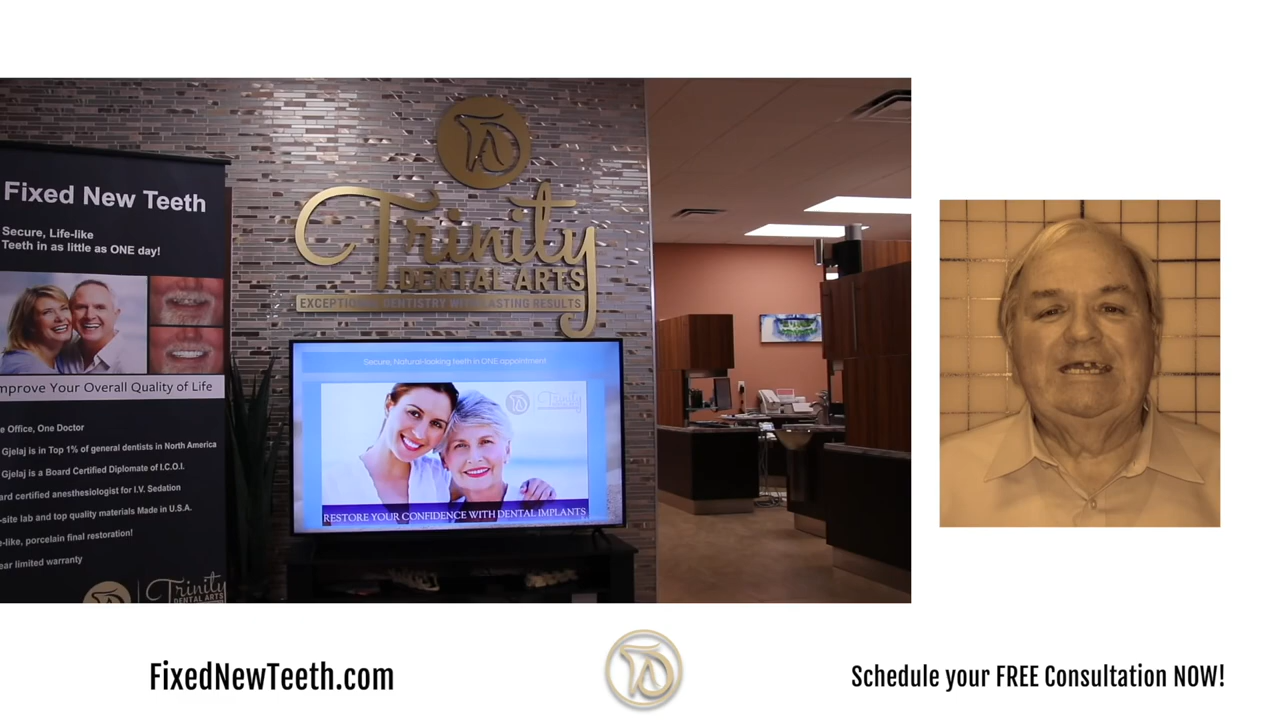 Fixed New Teeth
Secure, Life-like
Teeth in as little as ONE day!
mprove Your Overall Quality of Life
e Office, One Doctor
Gjelaj is in Top 1% of general dentists in North America
Gjelaj is a Board Certified Diplomate of I.C.O.I.
ard certified anesthesiologist for I.V. Sedation
-site lab and top quality materials Made in U.S.A.
e-like, porcelain final restoration!
ear limited warranty
Trinity
DENTAL ARTS
Trinity
DENTAL ARTS
EXCEPTIONAL DENTISTRY WITH LASTING RESULTS
Secure, Natural-looking teeth in ONE appointment
Trinity
RESTORE YOUR CONFIDENCE WITH DENTAL IMPLANTS
FixedNewTeeth.com
Schedule your FREE Consultation NOW!